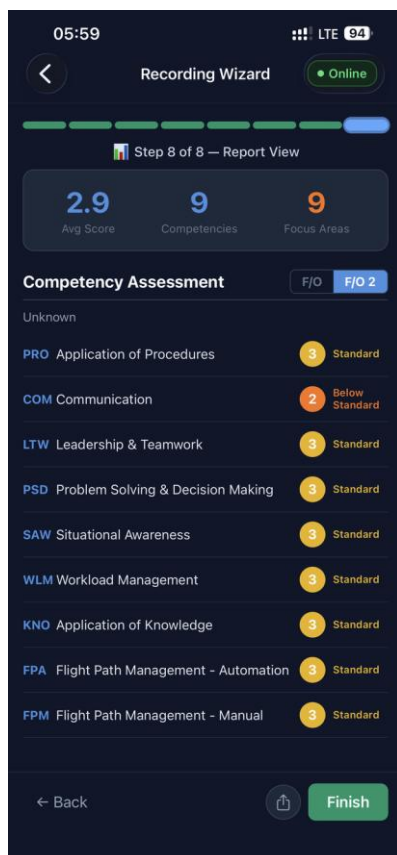 05:59
LTE 94
Recording Wizard
Online
Step 8 of 8 — Report View
2.9 9 9
Avg Score Competencies Focus Areas
Competency Assessment F/O F/O 2
Unknown
PRO Application of Procedures 3 Standard
COM Communication 2 Below Standard
LTW Leadership & Teamwork 3 Standard
PSD Problem Solving & Decision Making 3 Standard
SAW Situational Awareness 3 Standard
WLM Workload Management 3 Standard
KNO Application of Knowledge 3 Standard
FPA Flight Path Management - Automation 3 Standard
FPM Flight Path Management - Manual 3 Standard
← Back Finish